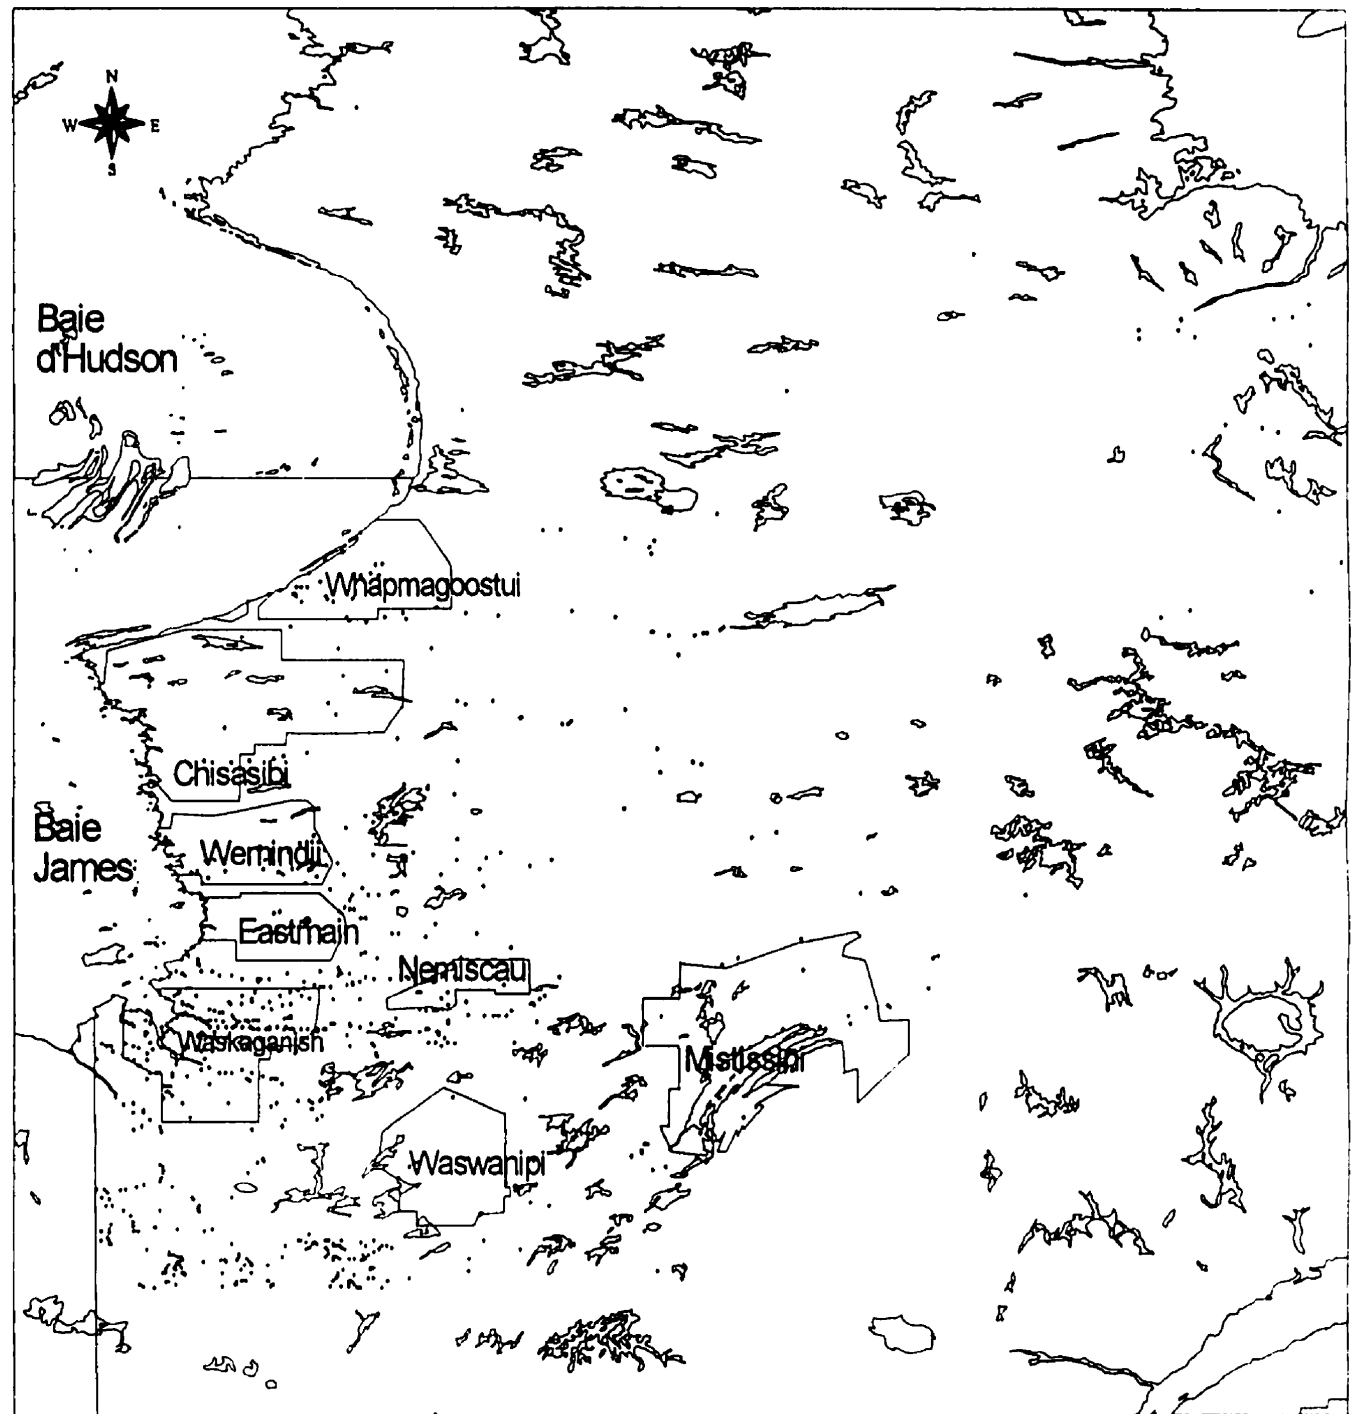 N
W E
S
Baie
d'Hudson
Whapmagoostui
Chisasibi
Baie
James
Wemindji
Eastmain
Nemiscau
Waskaganish
Mistissini
Waswanipi